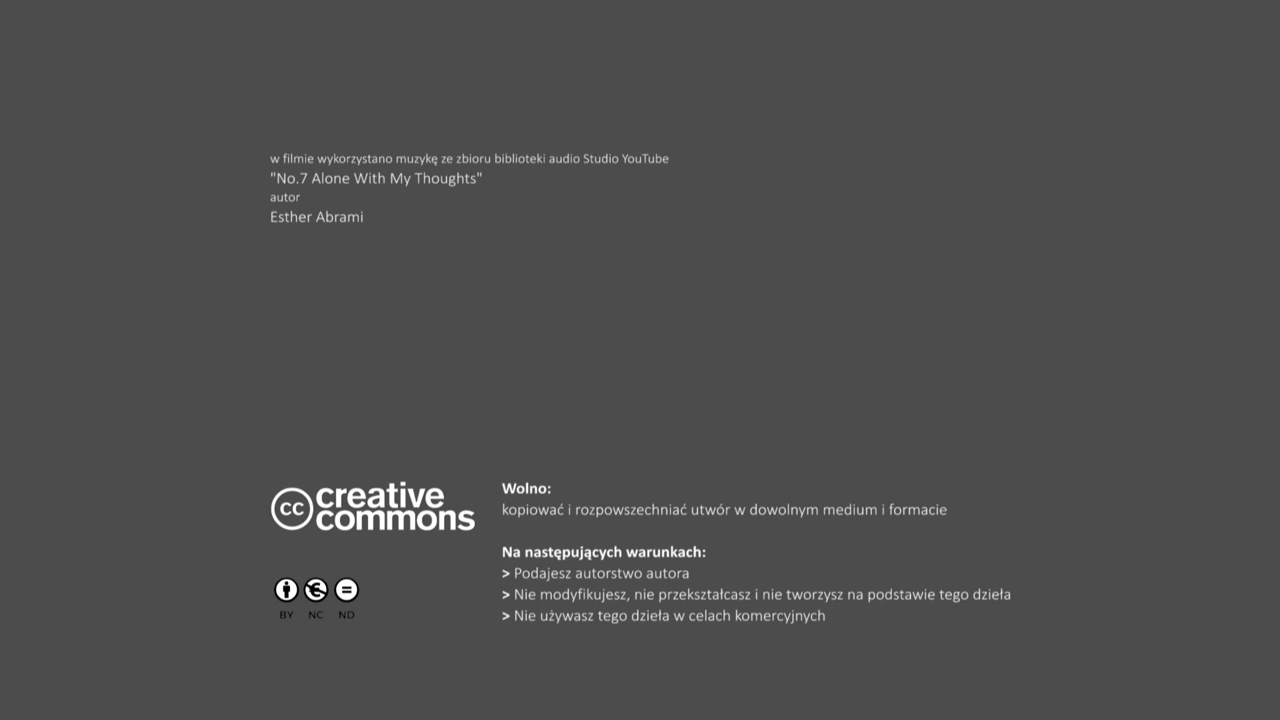 w filmie wykorzystano muzykę ze zbioru biblioteki audio Studio YouTube
"No.7 Alone With My Thoughts"
autor
Esther Abrami
cc creative
commons
BY NC ND
Wolno:
kopiować i rozpowszechniać utwór w dowolnym medium i formacie
Na następujących warunkach:
> Podajesz autorstwo autora
> Nie modyfikujesz, nie przekształcasz i nie tworzysz na podstawie tego dzieła
> Nie używasz tego dzieła w celach komercyjnych